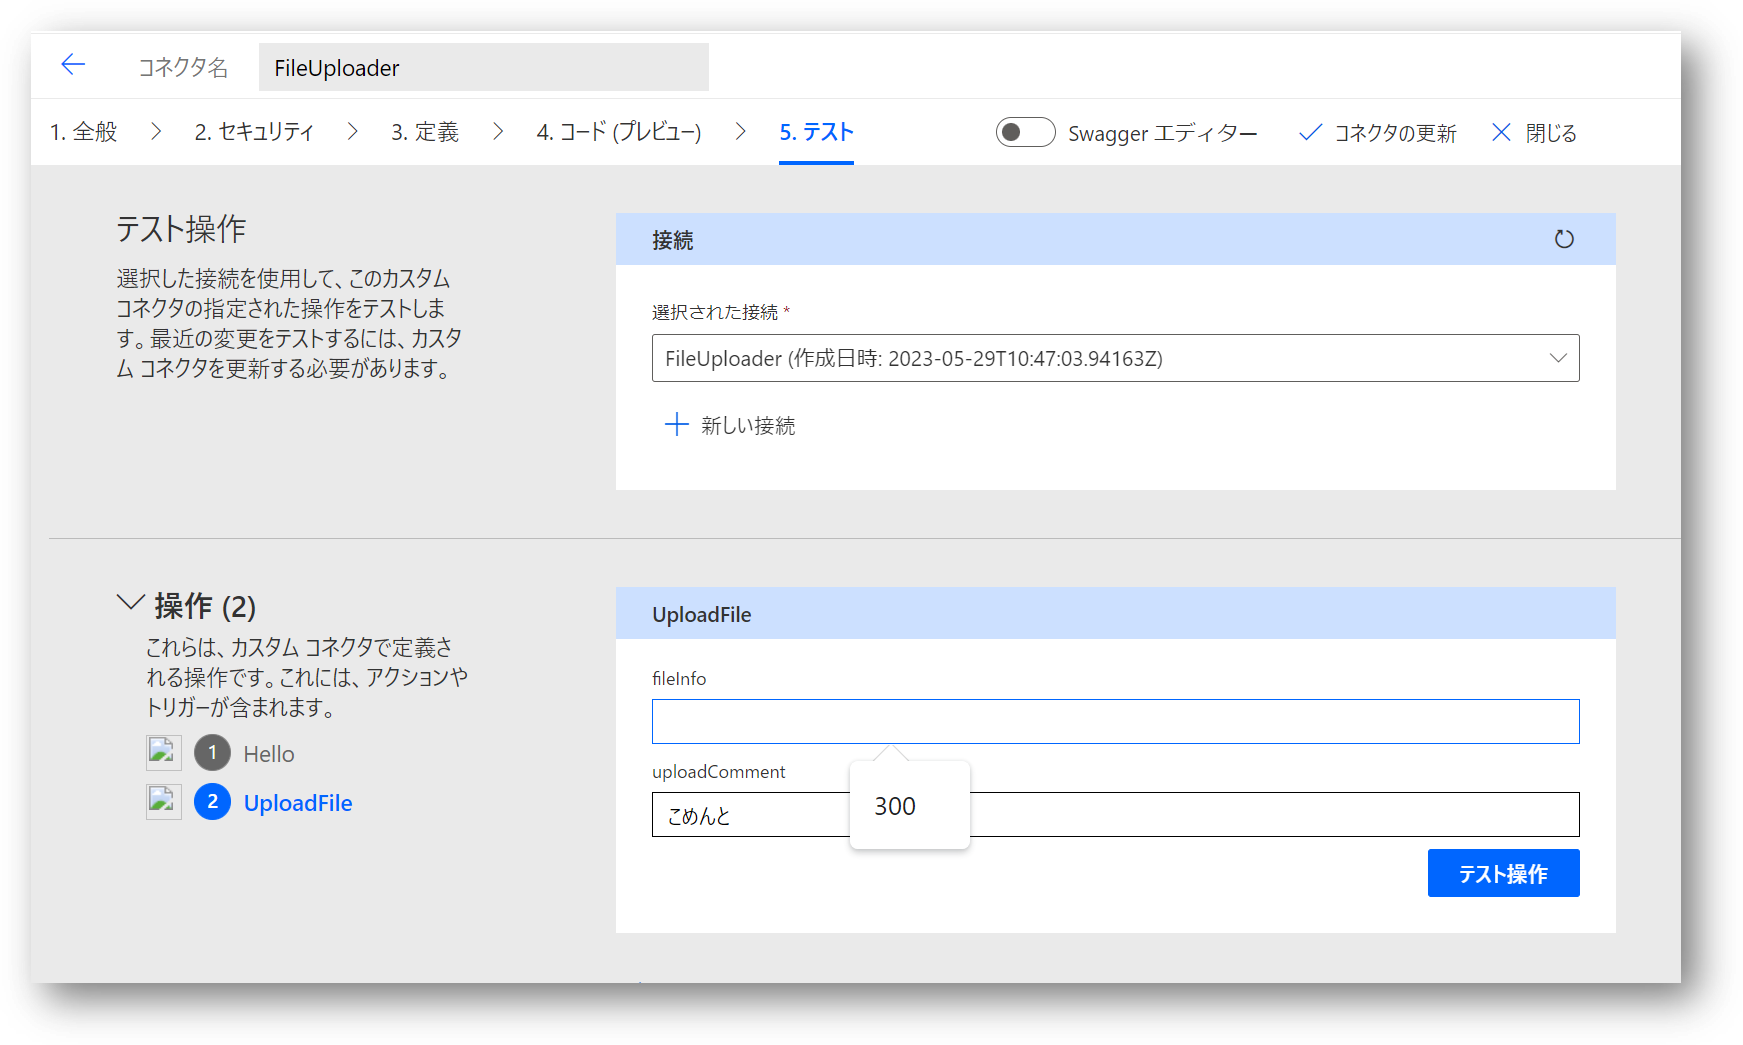 コネクタ名
FileUploader
1. 全般
2. セキュリティ
3. 定義
4. コード (プレビュー)
5. テスト
Swagger エディター
コネクタの更新
閉じる
テスト操作
選択した接続を使用して、このカスタム
コネクタの指定された操作をテストしま
す。最近の変更をテストするには、カスタ
ム コネクタを更新する必要があります。
接続
選択された接続 *
FileUploader (作成日時: 2023-05-29T10:47:03.94163Z)
新しい接続
操作 (2)
これらは、カスタム コネクタで定義さ
れる操作です。これには、アクションや
トリガーが含まれます。
1 Hello
2 UploadFile
UploadFile
fileInfo
uploadComment
300
こめんと
テスト操作